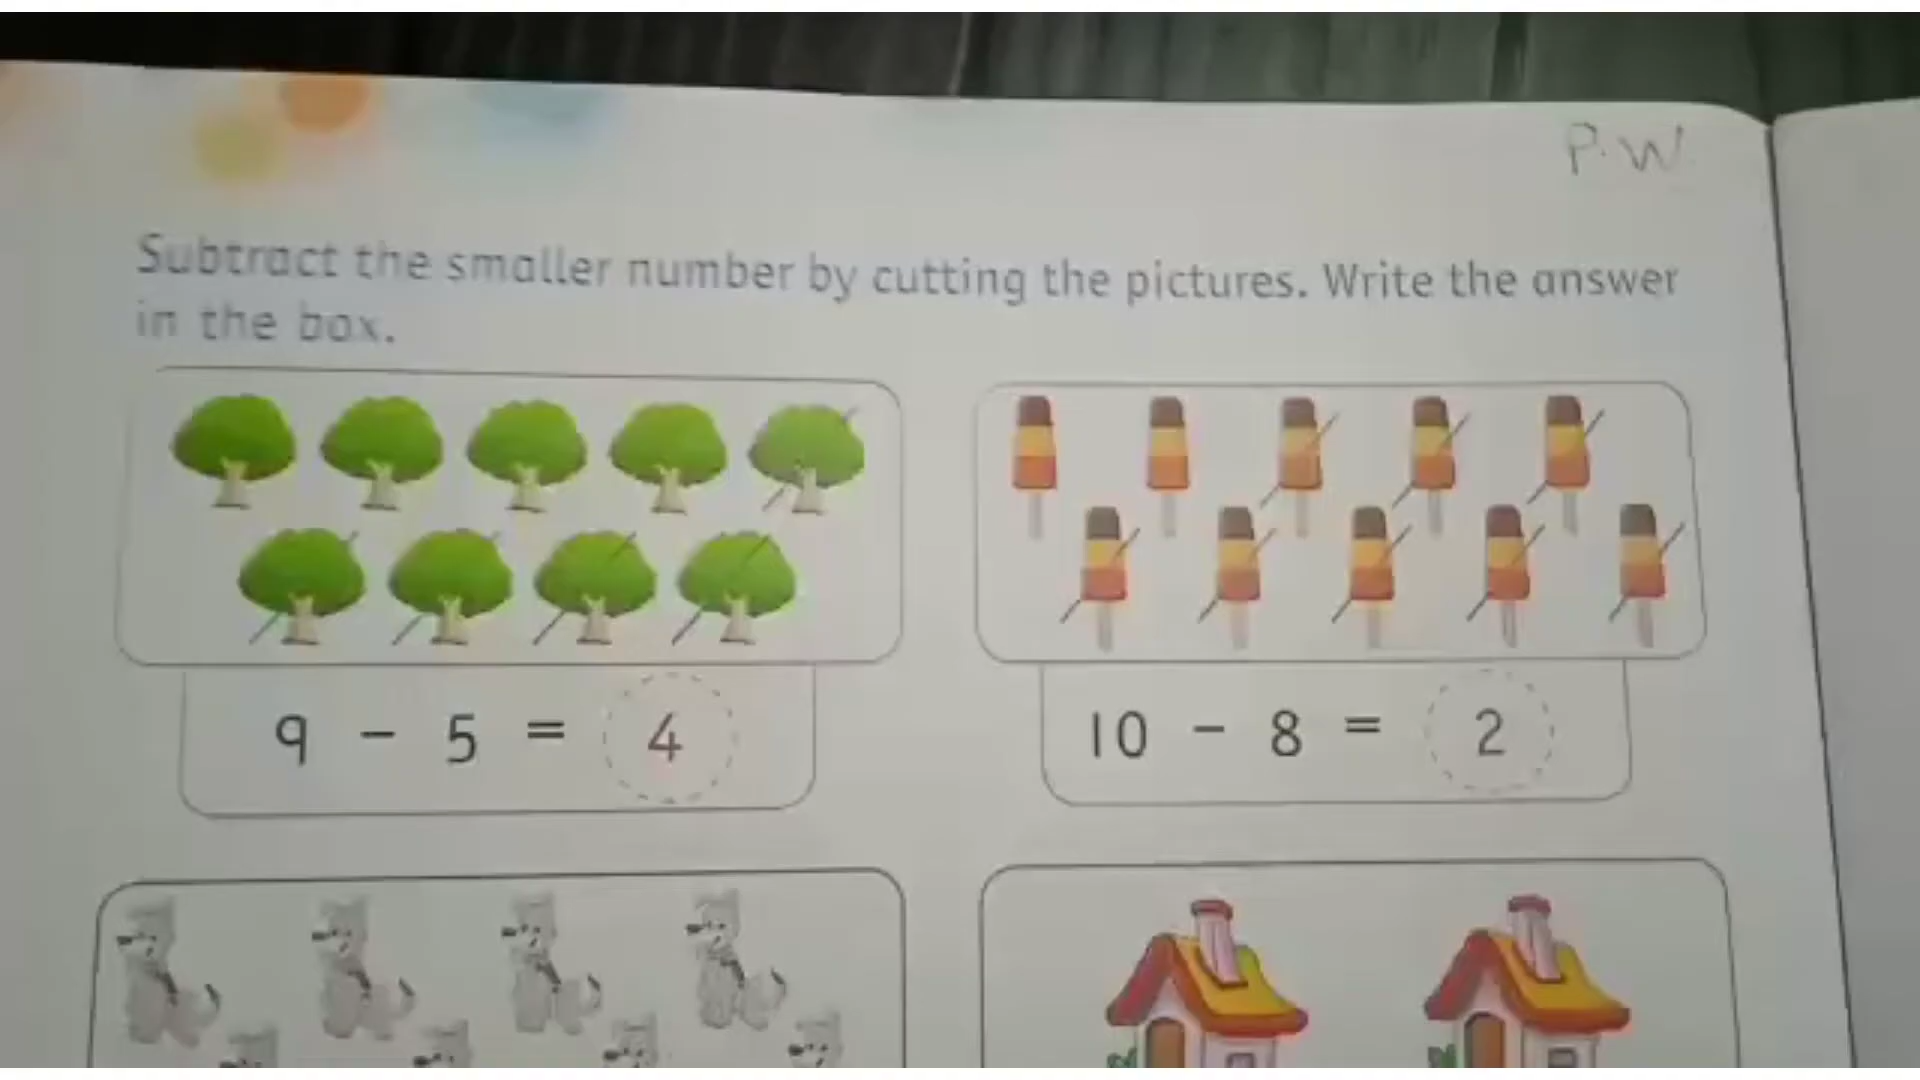 P.W
Subtract the smaller number by cutting the pictures. Write the answer
in the box.
9 - 5 = 4
10 - 8 = 2